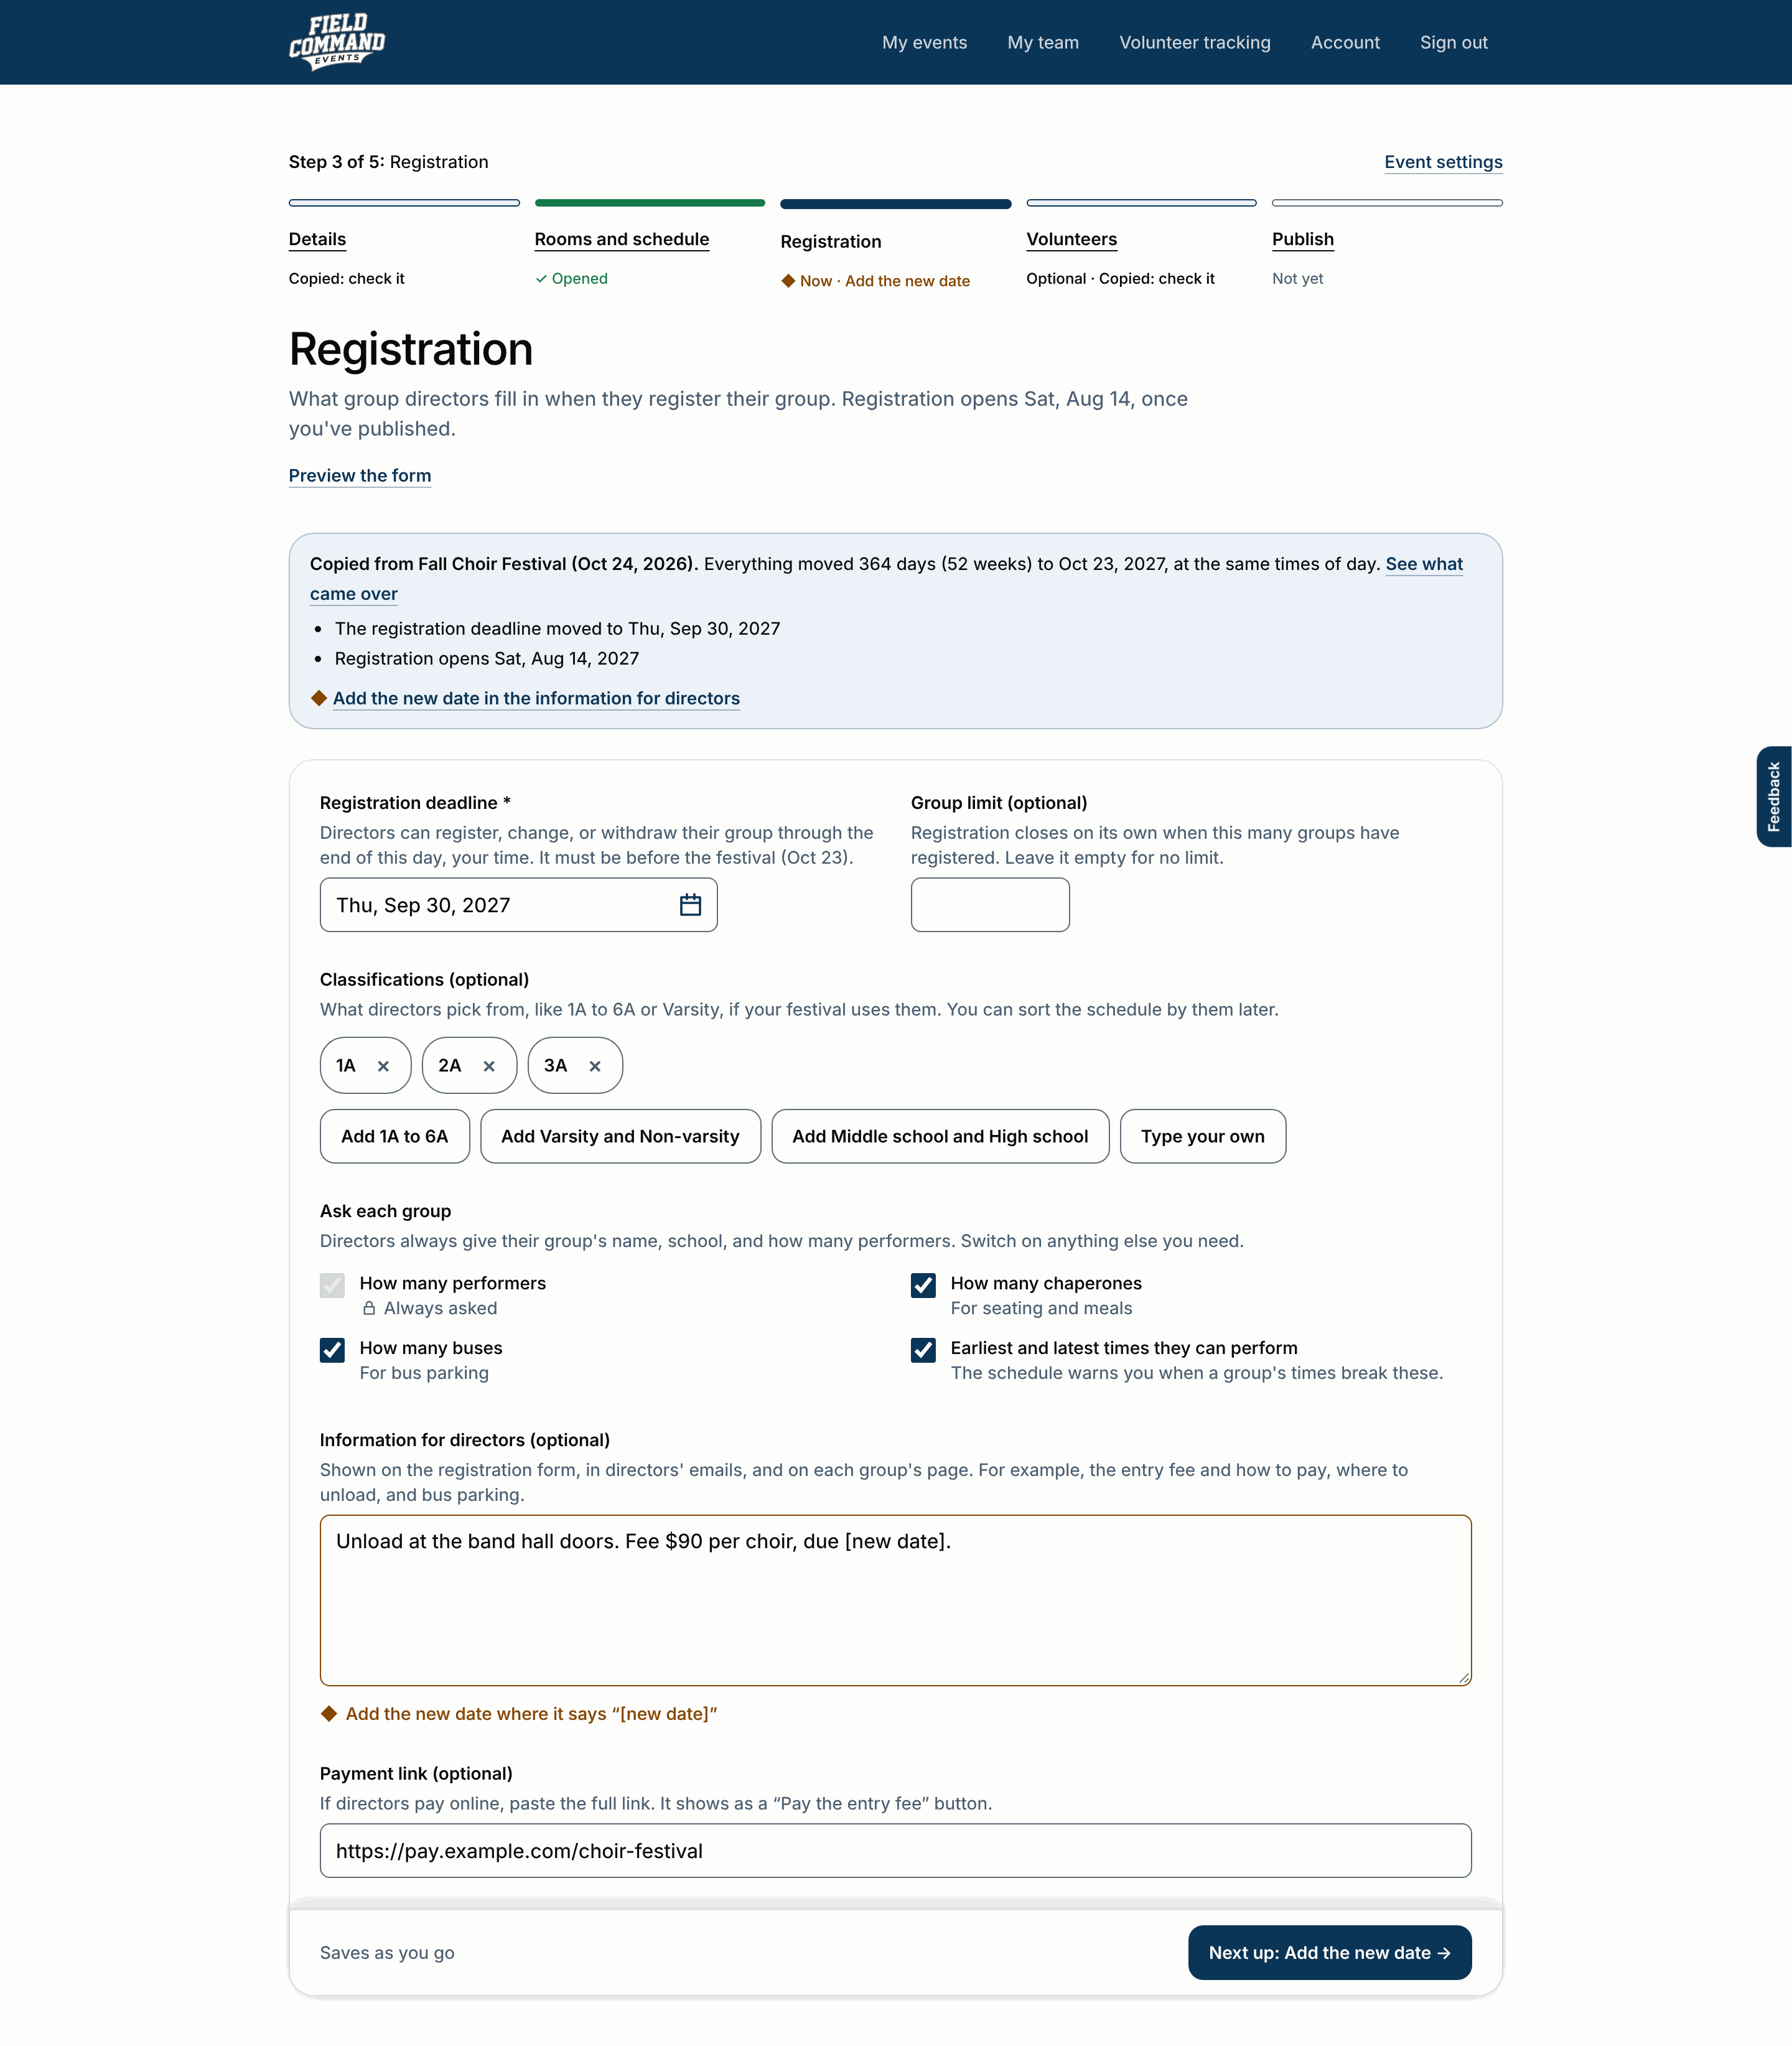 FIELD
COMMAND
EVENTS
My events
My team
Volunteer tracking
Account
Sign out
Step 3 of 5: Registration
Event settings
Details
Copied: check it
Rooms and schedule
✓ Opened
Registration
◆ Now · Add the new date
Volunteers
Optional · Copied: check it
Publish
Not yet
Registration
What group directors fill in when they register their group. Registration opens Sat, Aug 14, once
you've published.
Preview the form
Copied from Fall Choir Festival (Oct 24, 2026). Everything moved 364 days (52 weeks) to Oct 23, 2027, at the same times of day. See what
came over
• The registration deadline moved to Thu, Sep 30, 2027
• Registration opens Sat, Aug 14, 2027
◆ Add the new date in the information for directors
Feedback
Registration deadline *
Directors can register, change, or withdraw their group through the
end of this day, your time. It must be before the festival (Oct 23).
Thu, Sep 30, 2027
Group limit (optional)
Registration closes on its own when this many groups have
registered. Leave it empty for no limit.
Classifications (optional)
What directors pick from, like 1A to 6A or Varsity, if your festival uses them. You can sort the schedule by them later.
1A ×
2A ×
3A ×
Add 1A to 6A
Add Varsity and Non-varsity
Add Middle school and High school
Type your own
Ask each group
Directors always give their group's name, school, and how many performers. Switch on anything else you need.
How many performers
Always asked
How many chaperones
For seating and meals
How many buses
For bus parking
Earliest and latest times they can perform
The schedule warns you when a group's times break these.
Information for directors (optional)
Shown on the registration form, in directors' emails, and on each group's page. For example, the entry fee and how to pay, where to
unload, and bus parking.
Unload at the band hall doors. Fee $90 per choir, due [new date].
◆ Add the new date where it says “[new date]”
Payment link (optional)
If directors pay online, paste the full link. It shows as a “Pay the entry fee” button.
https://pay.example.com/choir-festival
Saves as you go
Next up: Add the new date →